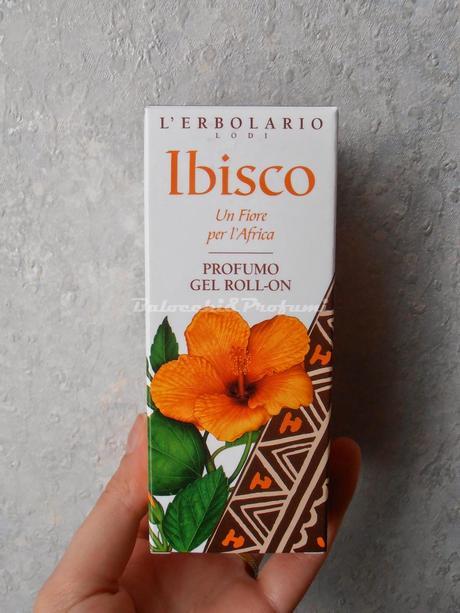 L'ERBOLARIO
LODI
Ibisco
Un Fiore
per l'Africa
PROFUMO
GEL ROLL-ON
Balocchi&Profumi